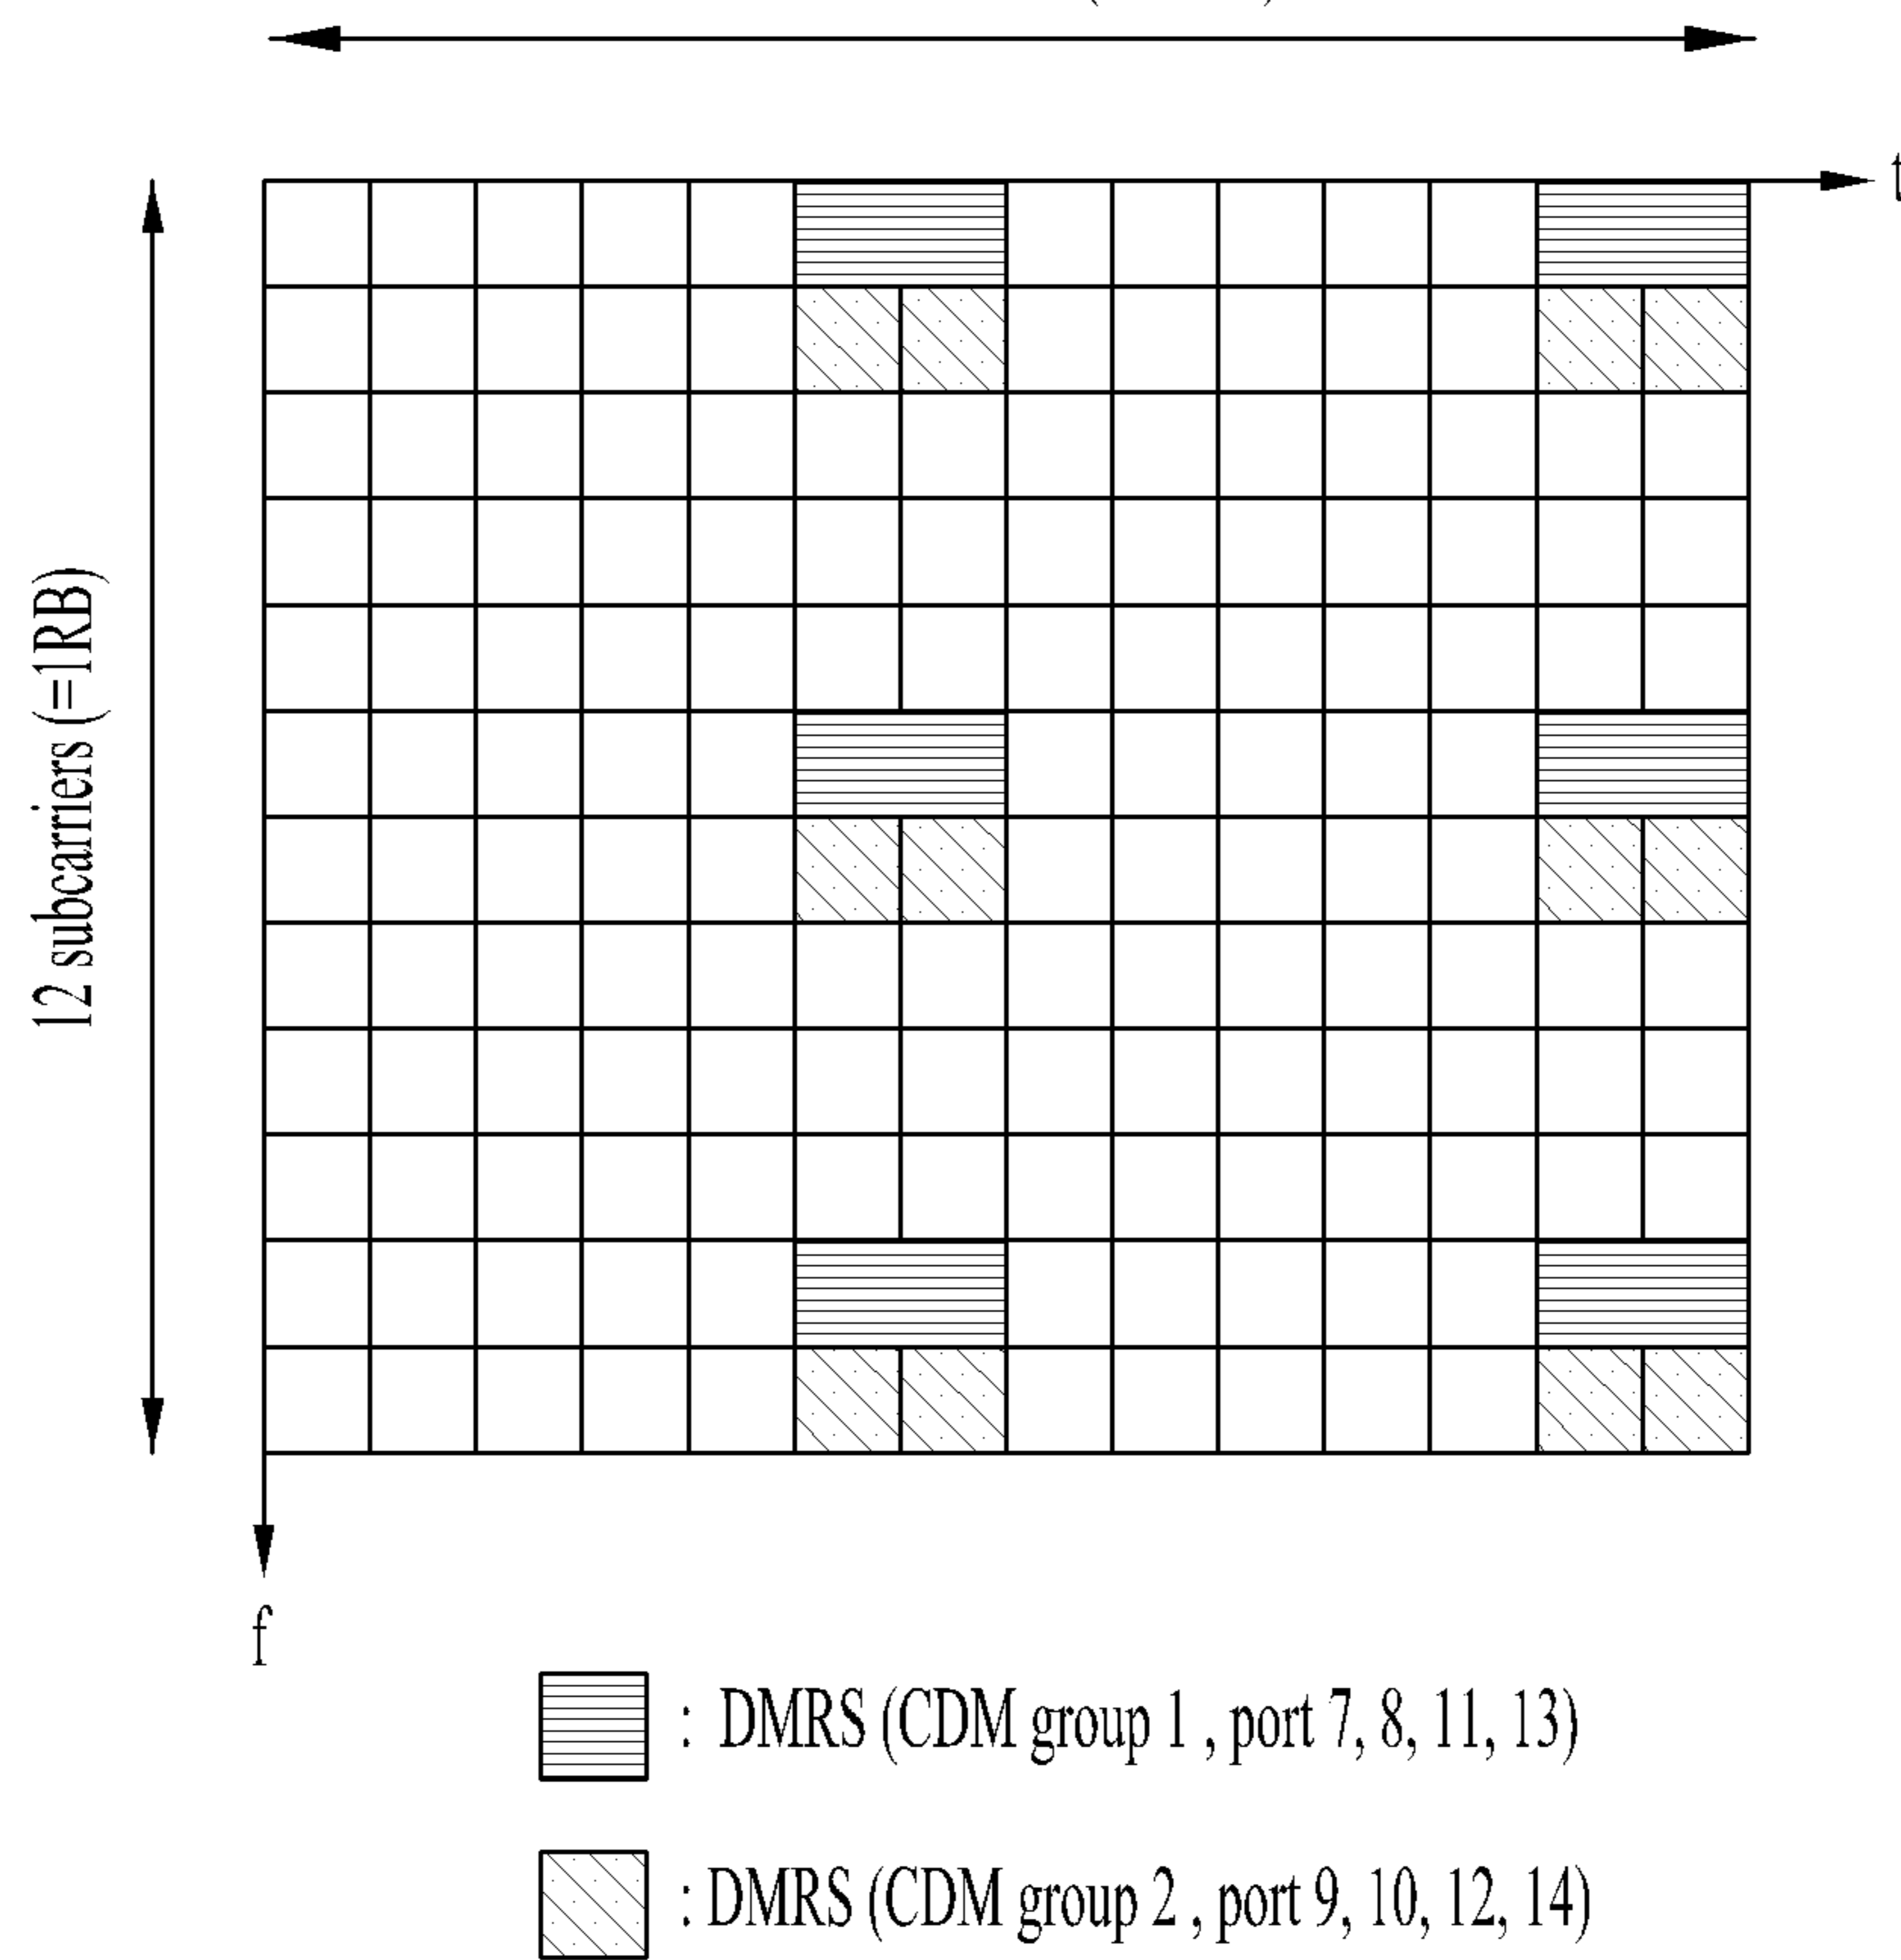 t
12 subcarriers (=1RB)
f
: DMRS (CDM group 1 , port 7, 8, 11, 13)
: DMRS (CDM group 2 , port 9, 10, 12, 14)